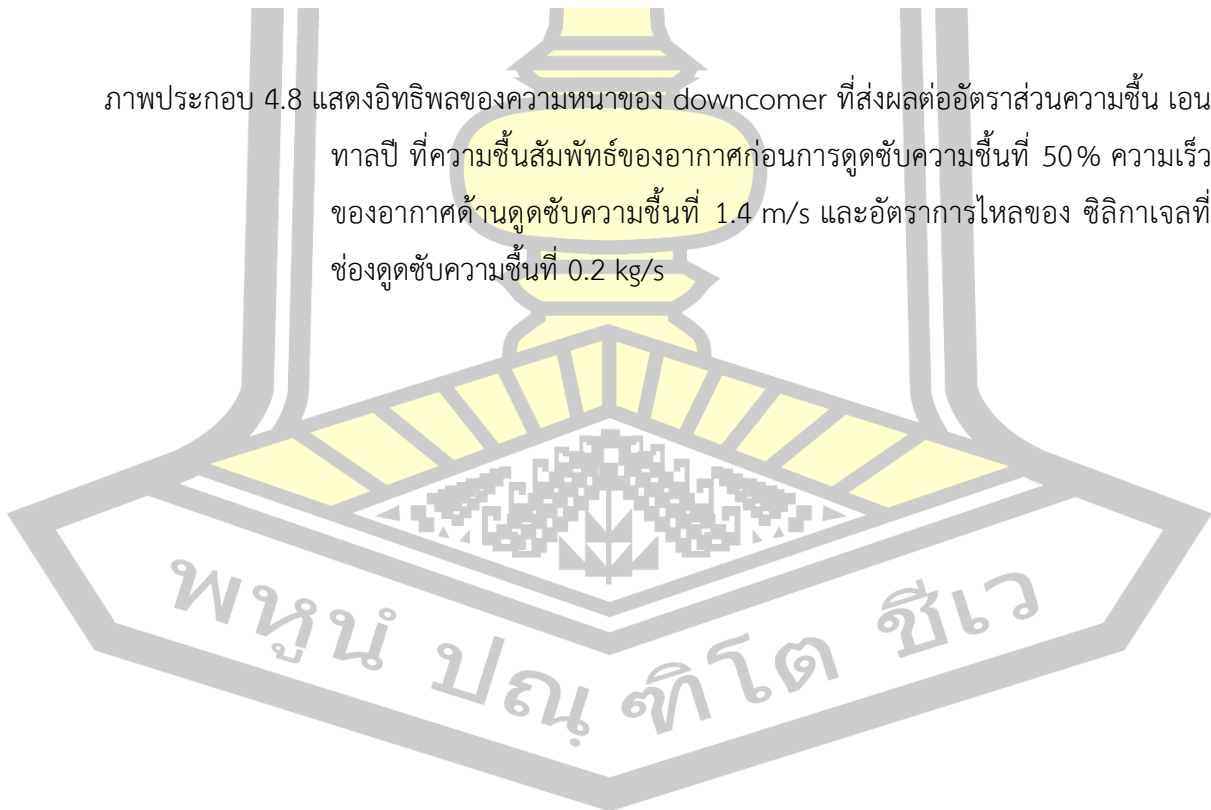 ภาพประกอบ 4.8 แสดงอิทธิพลของความหนาของ downcomer ที่ส่งผลต่ออัตราส่วนความชื้น เอน
ทาลปี ที่ความชื้นสัมพัทธ์ของอากาศก่อนการดูดซับความชื้นที่ 50% ความเร็ว
ของอากาศด้านดูดซับความชื้นที่ 1.4 m/s และอัตราการไหลของ ซิลิกาเจลที่
ช่องดูดซับความชื้นที่ 0.2 kg/s
พหูนํ ปณฺฑิโต ชีเว